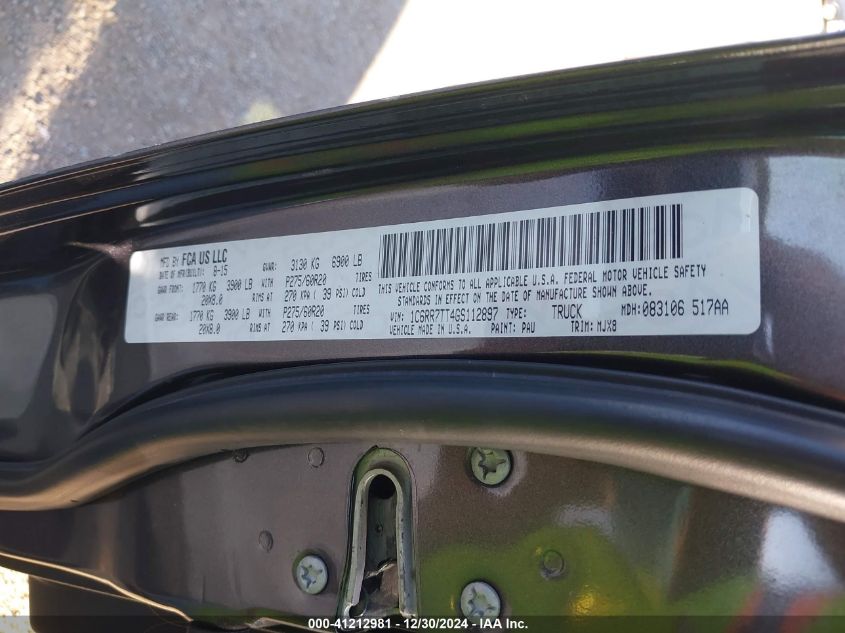 MFD BY FCA US LLC
DATE OF MFR(BUILT): 8-15 GVWR: 3130 KG 6900 LB
GAWR FRONT: 1770 KG 3900 LB WITH P275/60R20 TIRES
20X8.0 RIMS AT 270 KPA ( 39 PSI) COLD
GAWR REAR: 1770 KG 3900 LB WITH P275/60R20 TIRES
20X8.0 RIMS AT 270 KPA ( 39 PSI) COLD
THIS VEHICLE CONFORMS TO ALL APPLICABLE U.S.A. FEDERAL MOTOR VEHICLE SAFETY
STANDARDS IN EFFECT ON THE DATE OF MANUFACTURE SHOWN ABOVE.
VIN: 1C6RR7TT4GS112897 TYPE: TRUCK MDH: 083106 517AA
VEHICLE MADE IN U.S.A. PAINT: PAU TRIM: MJX8
000-41212981 - 12/30/2024 - IAA Inc.